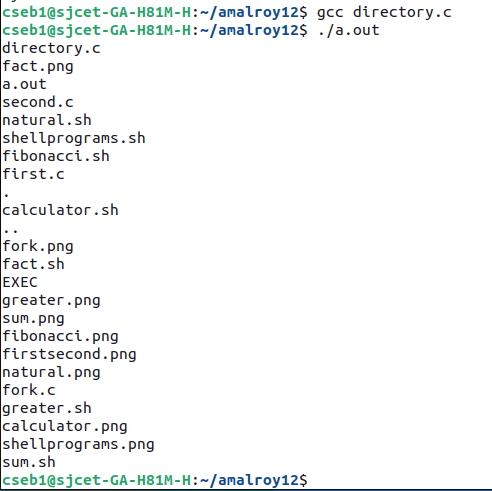 cseb1@sjcet-GA-H81M-H:~/amalroy12$ gcc directory.c
cseb1@sjcet-GA-H81M-H:~/amalroy12$ ./a.out
directory.c
fact.png
a.out
second.c
natural.sh
shellprograms.sh
fibonacci.sh
first.c
.
calculator.sh
..
fork.png
fact.sh
EXEC
greater.png
sum.png
fibonacci.png
firstsecond.png
natural.png
fork.c
greater.sh
calculator.png
shellprograms.png
sum.sh
cseb1@sjcet-GA-H81M-H:~/amalroy12$